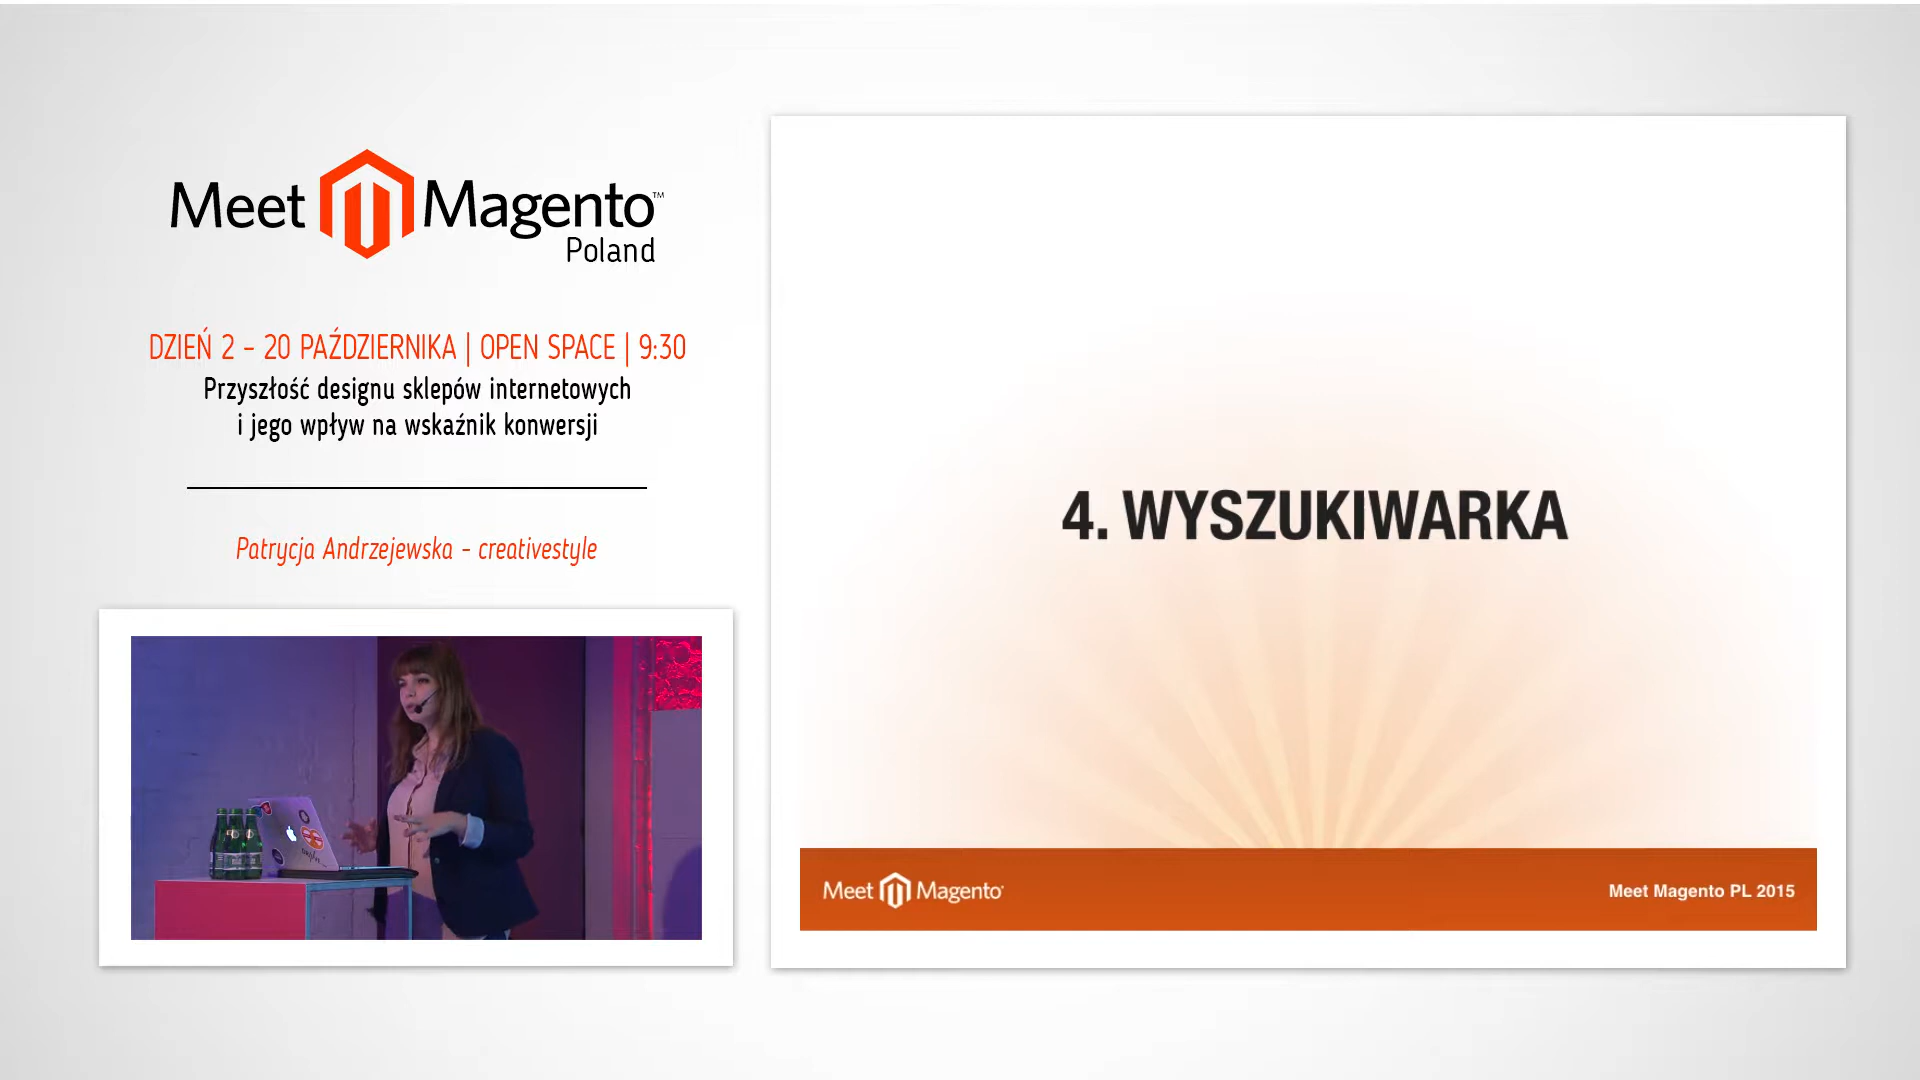 Meet Magento™
Poland
DZIEŃ 2 – 20 PAŹDZIERNIKA | OPEN SPACE | 9:30
Przyszłość designu sklepów internetowych
i jego wpływ na wskaźnik konwersji
Patrycja Andrzejewska - creativestyle
4. WYSZUKIWARKA
Meet Magento
Meet Magento PL 2015